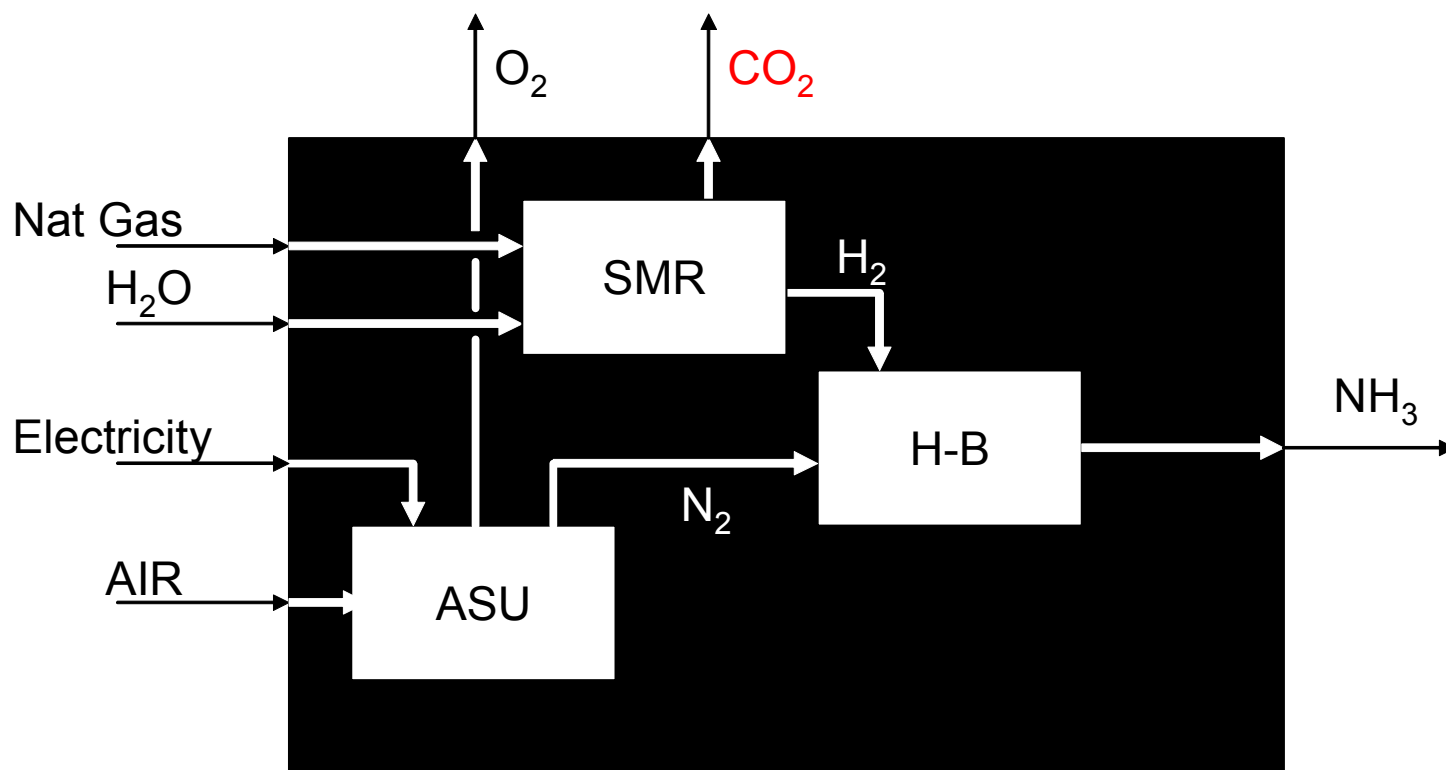 O₂
CO₂
Nat Gas
H₂O
SMR
H₂
Electricity
H-B
NH₃
N₂
AIR
ASU